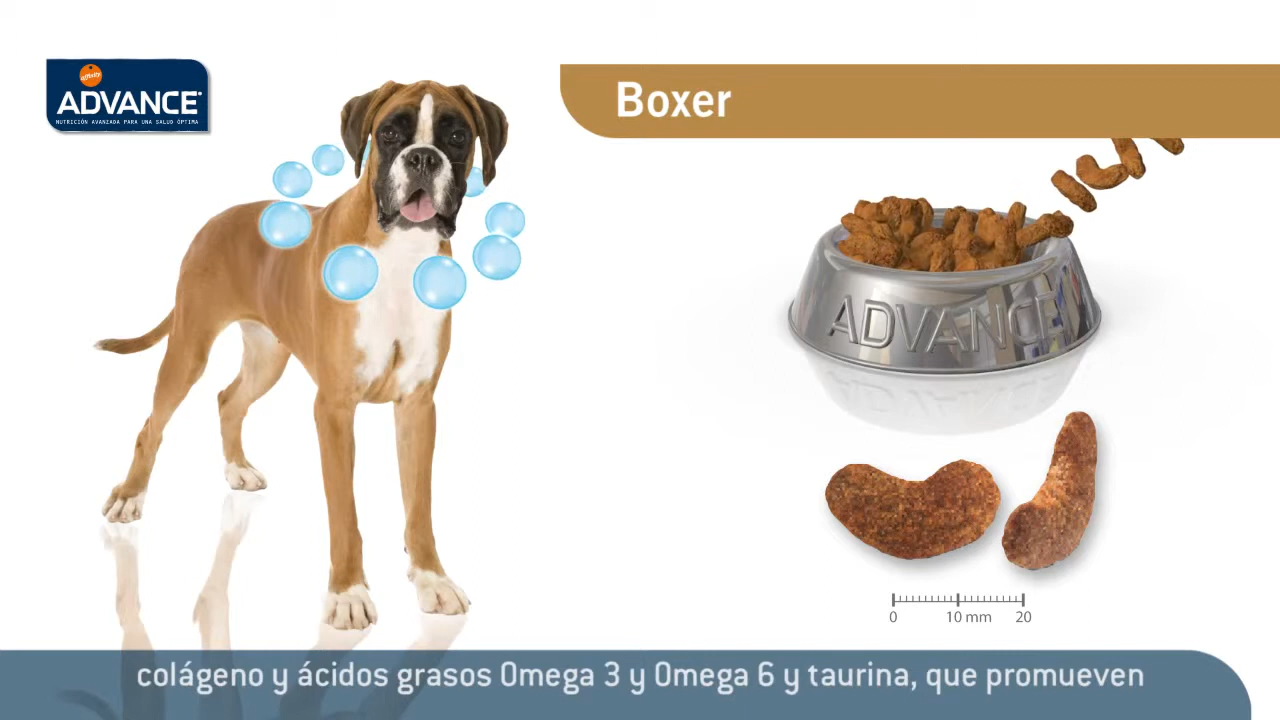 affinity
ADVANCE
NUTRICIÓN AVANZADA PARA UNA SALUD ÓPTIMA
Boxer
ADVANCE
0 10 mm 20
colágeno y ácidos grasos Omega 3 y Omega 6 y taurina, que promueven